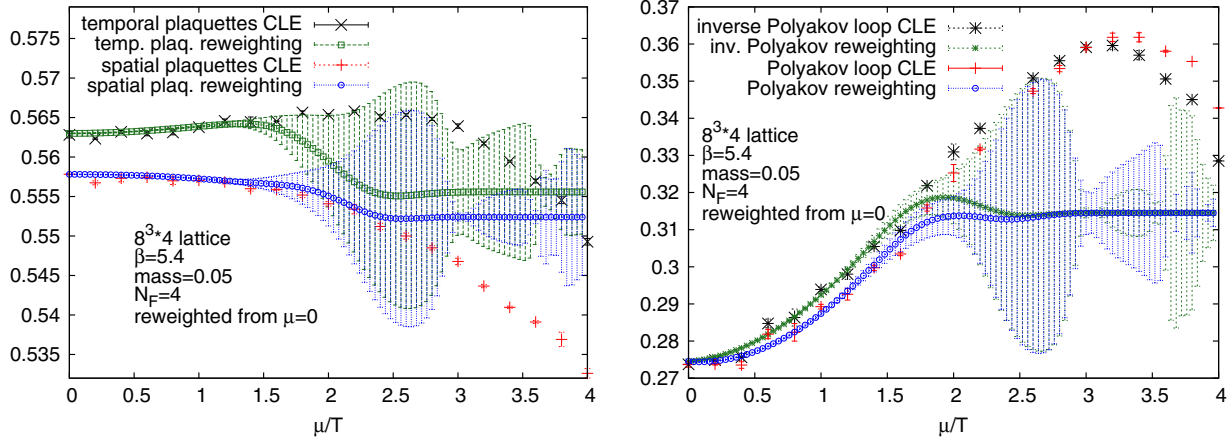 temporal plaquettes CLE
temp. plaq. reweighting
spatial plaquettes CLE
spatial plaq. reweighting
0.575
0.57
0.565
0.56
0.555
0.55
0.545
0.54
0.535
8³*4 lattice
β=5.4
mass=0.05
N_F=4
reweighted from μ=0
0 0.5 1 1.5 2 2.5 3 3.5 4
μ/T
inverse Polyakov loop CLE
inv. Polyakov reweighting
Polyakov loop CLE
Polyakov reweighting
0.37
0.36
0.35
0.34
0.33
0.32
0.31
0.3
0.29
0.28
0.27
8³*4 lattice
β=5.4
mass=0.05
N_F=4
reweighted from μ=0
0 0.5 1 1.5 2 2.5 3 3.5 4
μ/T